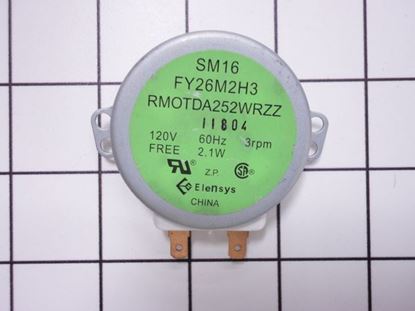 SM16
FY26M2H3
RMOTDA252WRZZ
11804
120V 60Hz 3rpm
FREE 2.1W
Z.P.
Elensys
CHINA